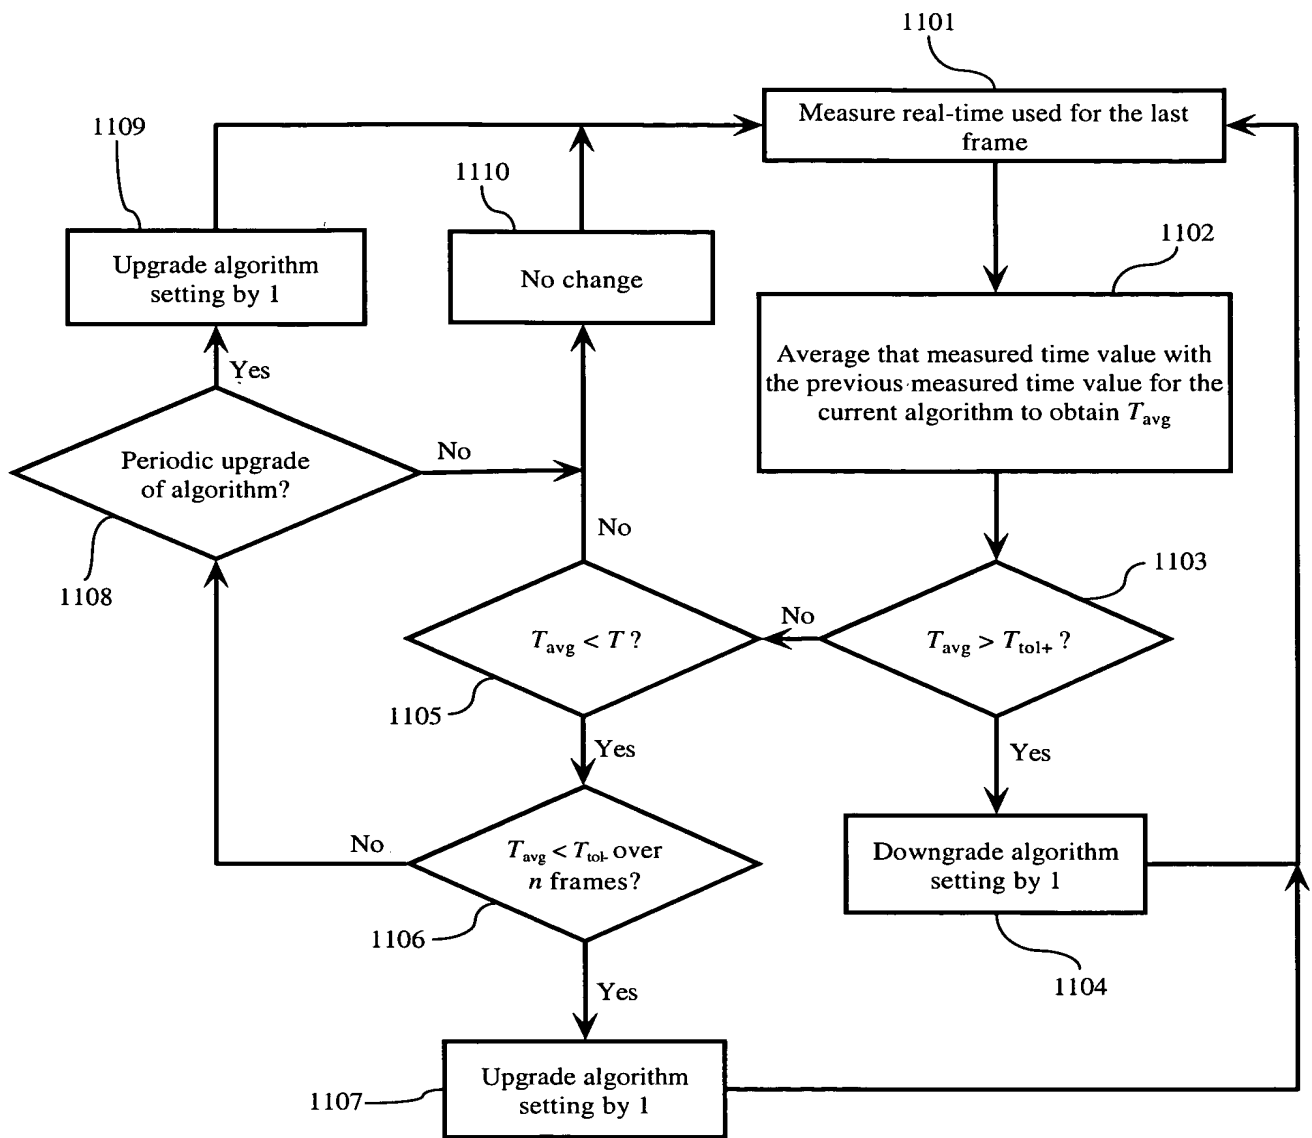 1101
Measure real-time used for the last
frame
1109
1110
1102
Upgrade algorithm
setting by 1
No change
Average that measured time value with
the previous measured time value for the
current algorithm to obtain Tavg
Yes
Periodic upgrade
of algorithm?
No
No
1108
1103
Tavg < T ?
No
Tavg > Ttol+ ?
1105
Yes
Yes
No
Tavg < Ttol- over
n frames?
Downgrade algorithm
setting by 1
1106
1104
Yes
Upgrade algorithm
setting by 1
1107